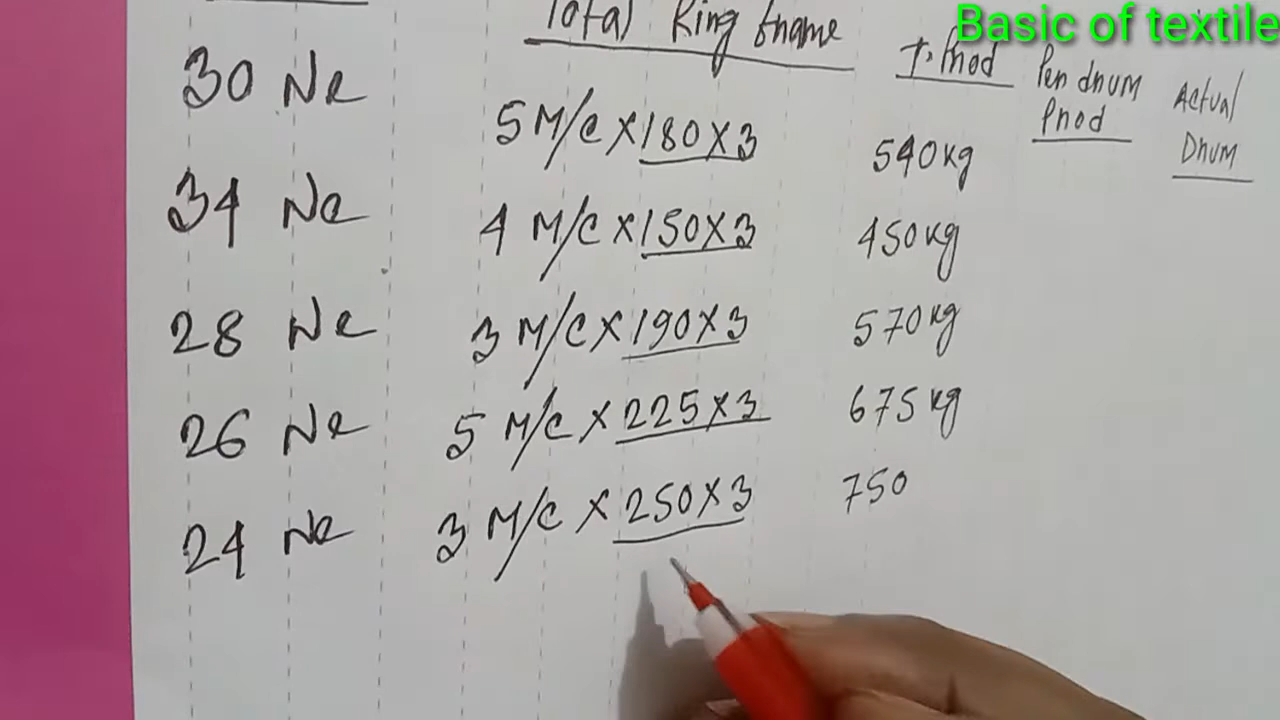 Basic of textile
Total Ring frame T. Prod Per drum Prod Actual Drum
30 Ne 5 M/C × 180 × 3 540 kg
34 Ne 4 M/C × 150 × 3 450 kg
28 Ne 3 M/C × 190 × 3 570 kg
26 Ne 5 M/C × 225 × 3 675 kg
24 Ne 3 M/C × 250 × 3 750